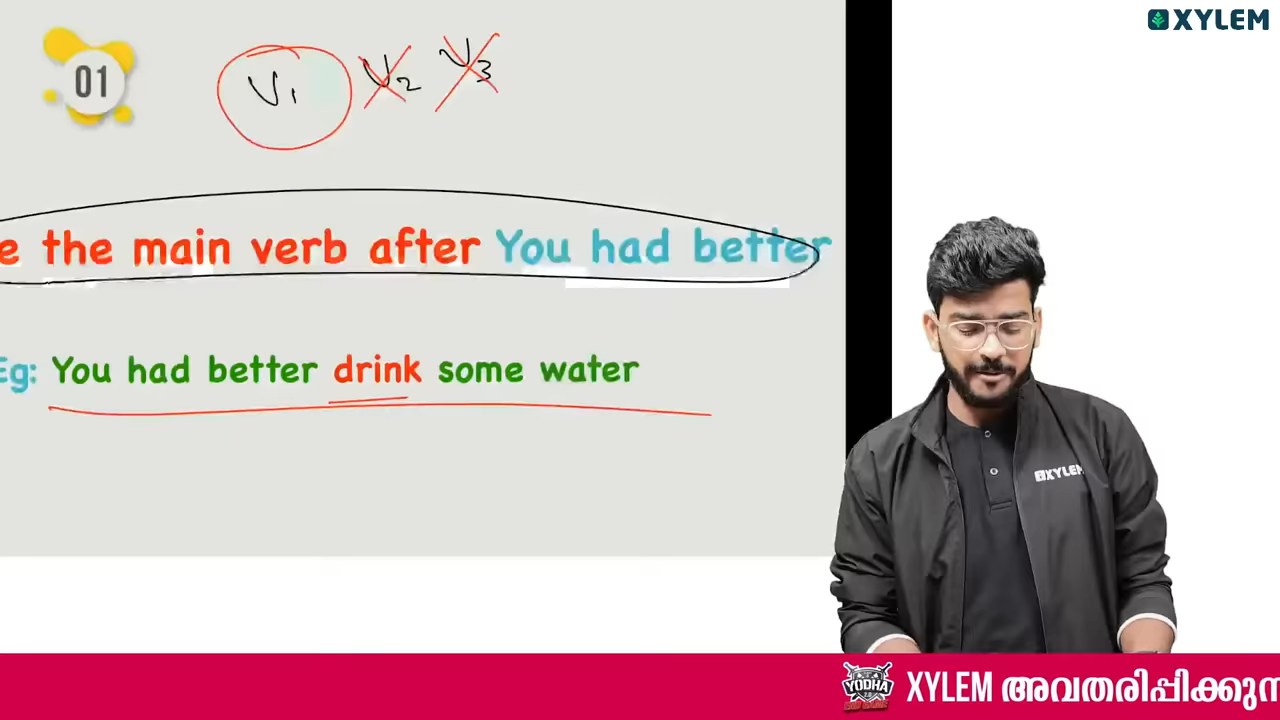 XYLEM
01
V1 V2 V3
e the main verb after You had better
Eg: You had better drink some water
XYLEM
YODHA
XYLEM അവതരിപ്പിക്കുന